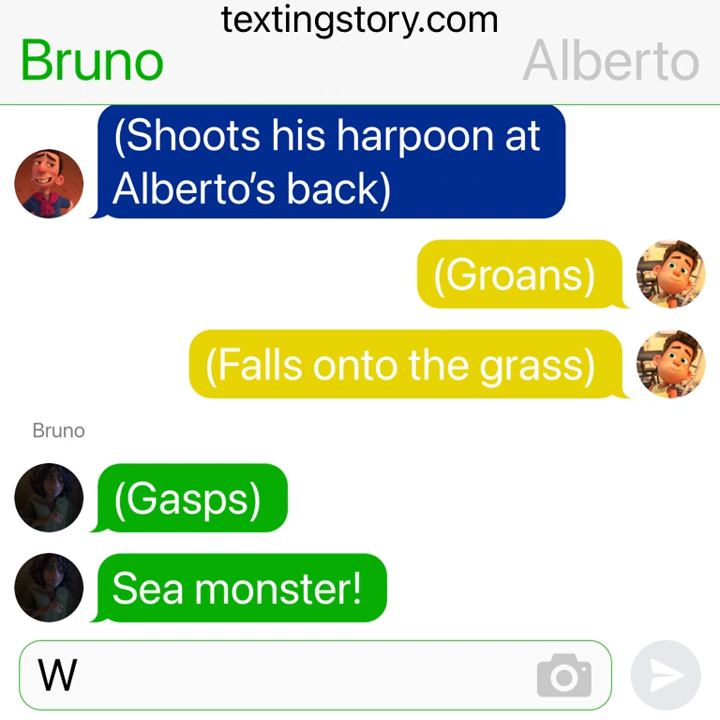 textingstory.com
Bruno
Alberto
(Shoots his harpoon at
Alberto’s back)
(Groans)
(Falls onto the grass)
Bruno
(Gasps)
Sea monster!
W